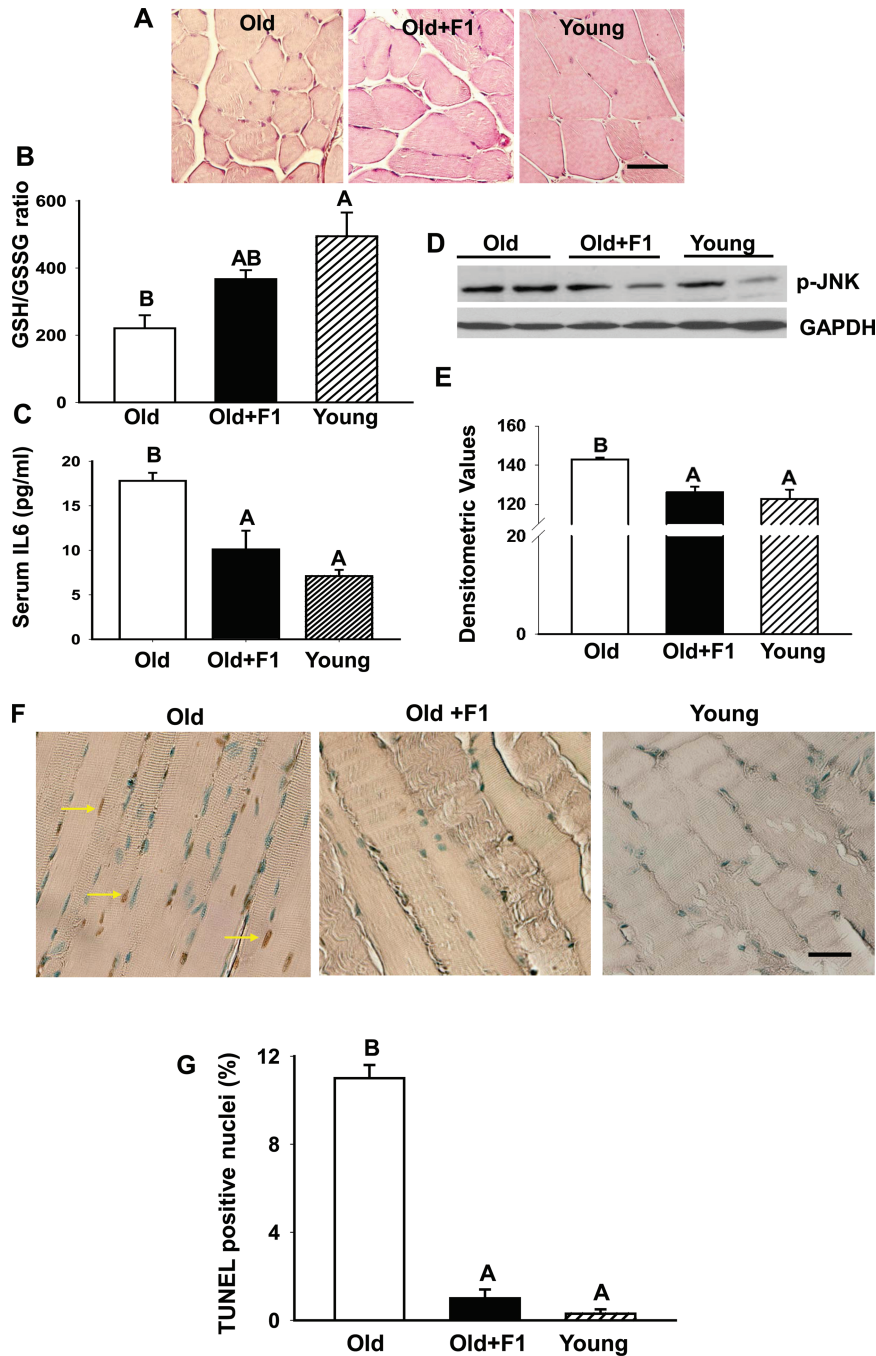 A
Old
Old+F1
Young
B
GSH/GSSG ratio
600
400
200
0
B
AB
A
Old
Old+F1
Young
C
Serum IL6 (pg/ml)
20
15
10
5
0
B
A
A
Old
Old+F1
Young
D
Old
Old+F1
Young
p-JNK
GAPDH
E
Densitometric Values
160
140
120
20
0
B
A
A
Old
Old+F1
Young
F
Old
Old +F1
Young
G
TUNEL positive nuclei (%)
12
8
4
0
B
A
A
Old
Old+F1
Young